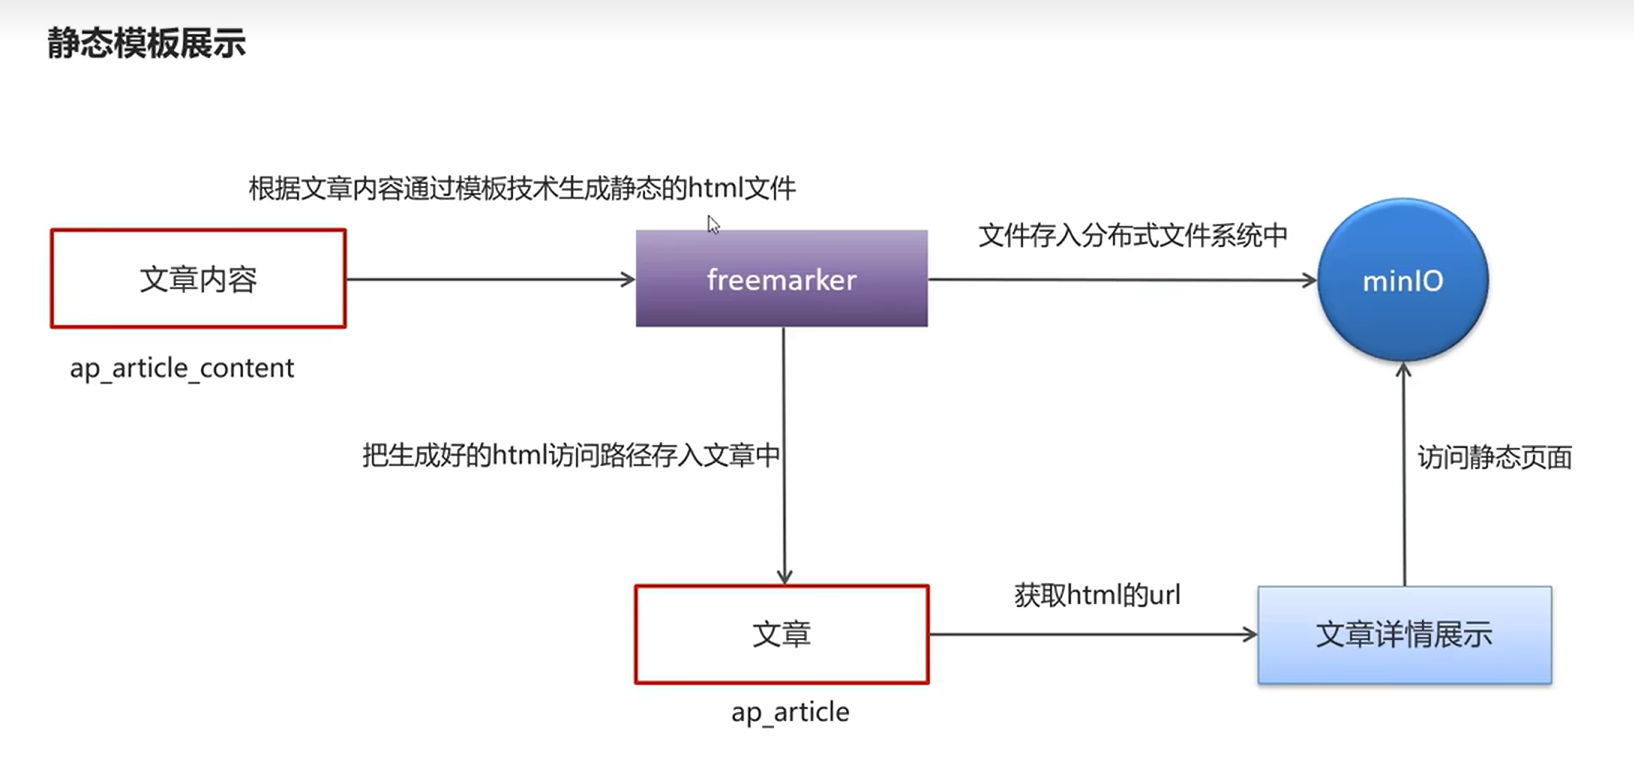 静态模板展示
根据文章内容通过模板技术生成静态的html文件
文件存入分布式文件系统中
文章内容
freemarker
minIO
ap_article_content
把生成好的html访问路径存入文章中
访问静态页面
获取html的url
文章
文章详情展示
ap_article